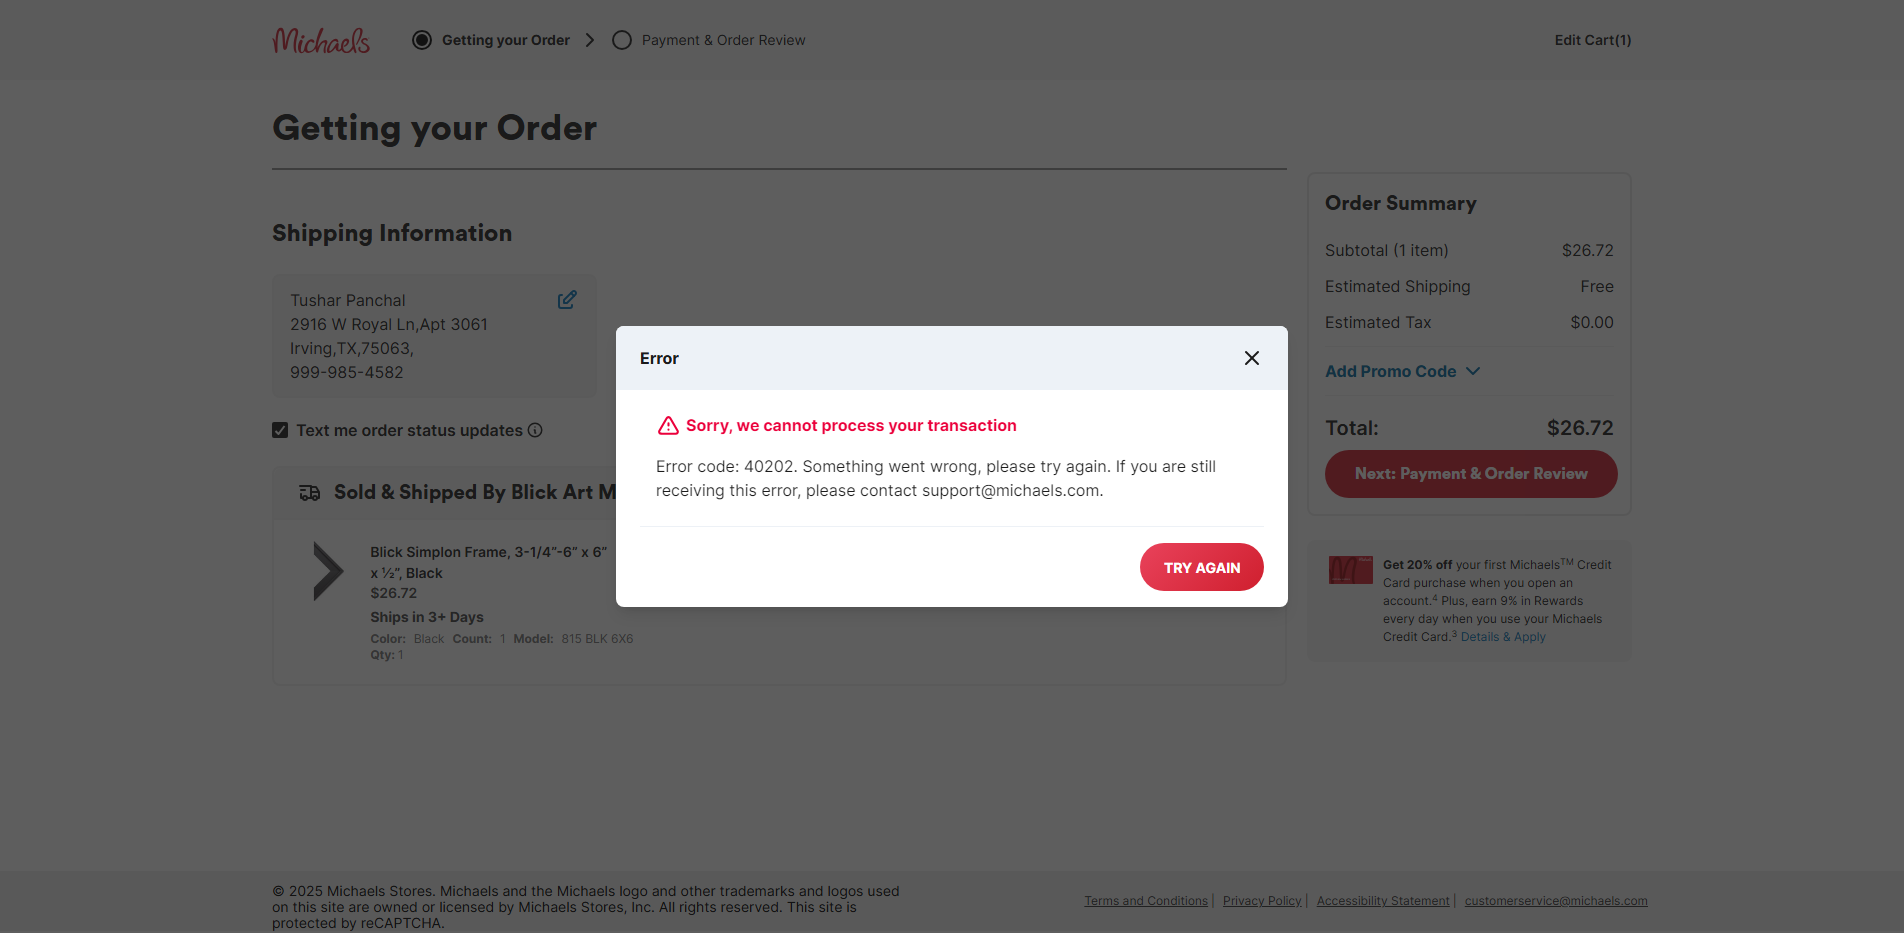 Michaels
Getting your Order
Payment & Order Review
Edit Cart(1)
Getting your Order
Shipping Information
Tushar Panchal
2916 W Royal Ln,Apt 3061
Irving,TX,75063,
999-985-4582
Text me order status updates
Sold & Shipped By Blick Art M
Blick Simplon Frame, 3-1/4”-6” x 6”
x ½”, Black
$26.72
Ships in 3+ Days
Color: Black Count: 1 Model: 815 BLK 6X6
Qty: 1
Error
Sorry, we cannot process your transaction
Error code: 40202. Something went wrong, please try again. If you are still
receiving this error, please contact support@michaels.com.
TRY AGAIN
Order Summary
Subtotal (1 item) $26.72
Estimated Shipping Free
Estimated Tax $0.00
Add Promo Code
Total: $26.72
Next: Payment & Order Review
Get 20% off your first Michaels™ Credit
Card purchase when you open an
account.⁴ Plus, earn 9% in Rewards
every day when you use your Michaels
Credit Card.³ Details & Apply
© 2025 Michaels Stores. Michaels and the Michaels logo and other trademarks and logos used
on this site are owned or licensed by Michaels Stores, Inc. All rights reserved. This site is
protected by reCAPTCHA.
Terms and Conditions | Privacy Policy | Accessibility Statement | customerservice@michaels.com